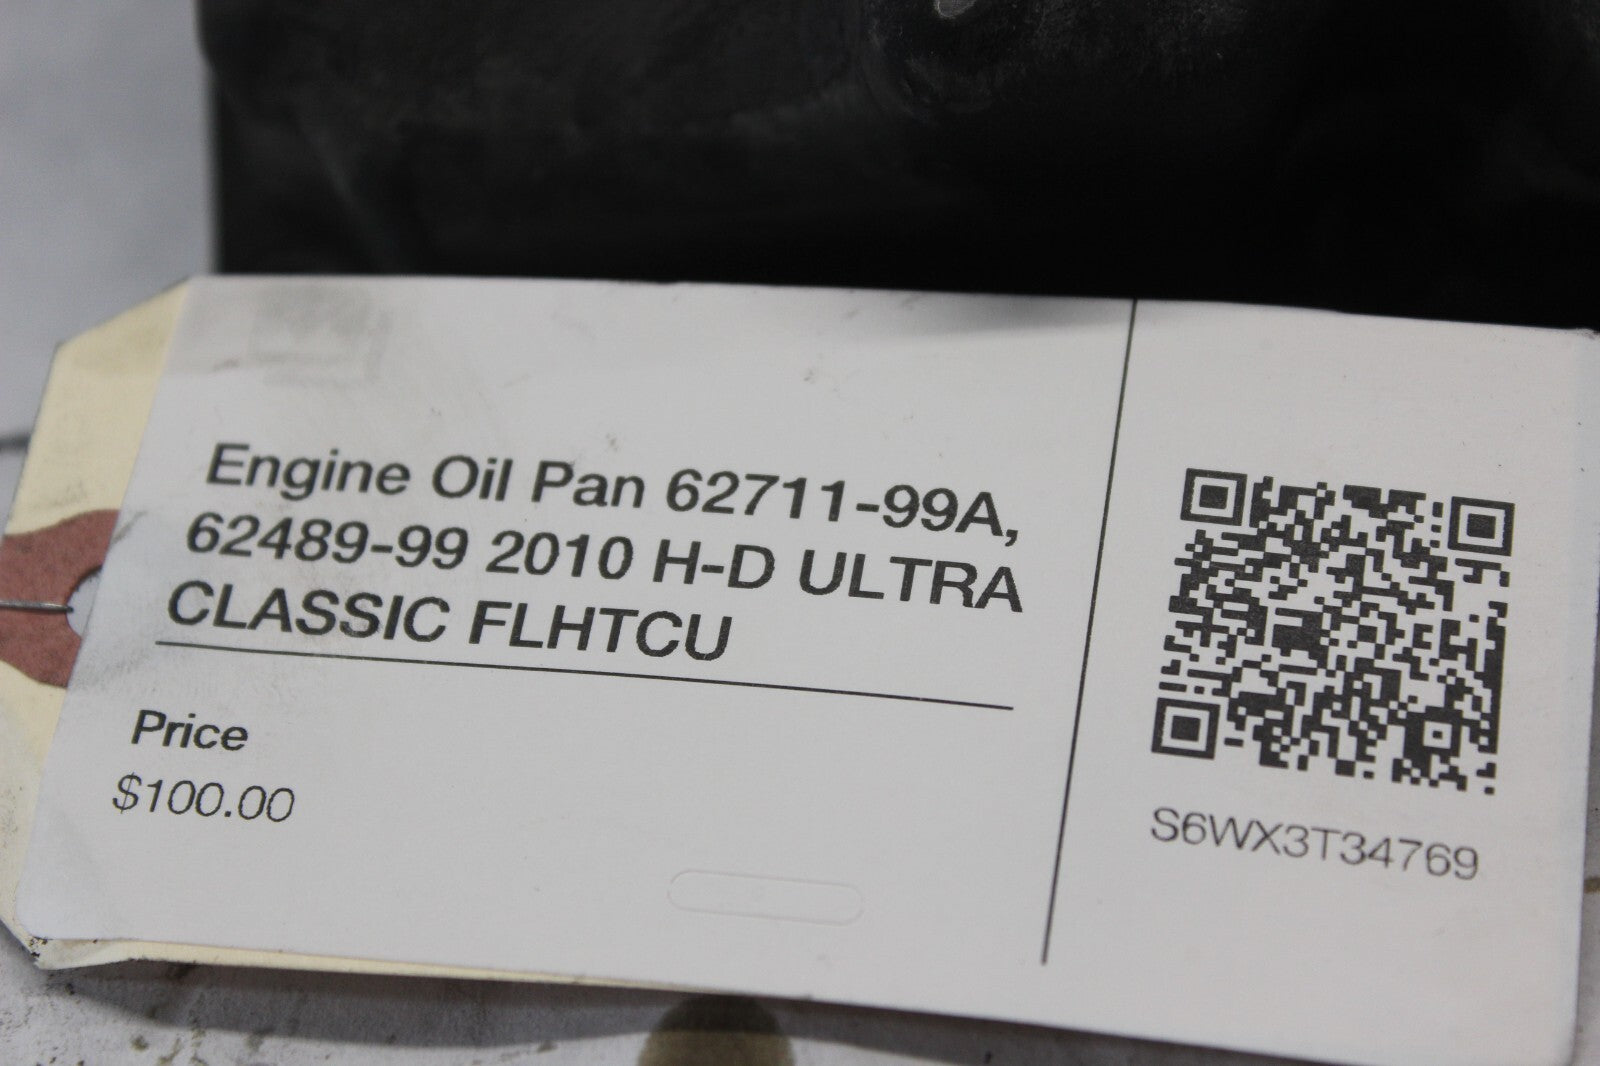 Engine Oil Pan 62711-99A,
62489-99 2010 H-D ULTRA
CLASSIC FLHTCU
Price
$100.00
S6WX3T34769